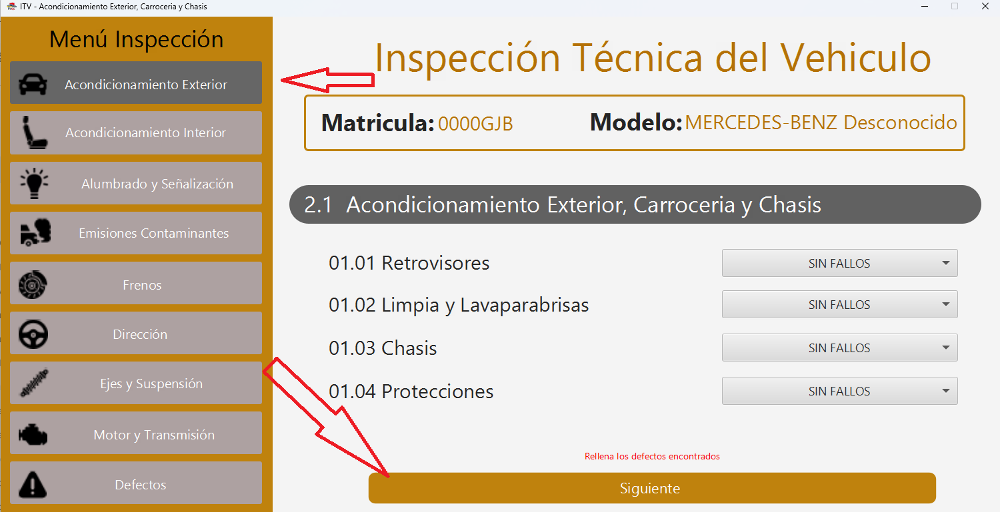 ITV - Acondicionamiento Exterior, Carroceria y Chasis
Menú Inspección
Acondicionamiento Exterior
Acondicionamiento Interior
Alumbrado y Señalización
Emisiones Contaminantes
Frenos
Dirección
Ejes y Suspensión
Motor y Transmisión
Defectos
Inspección Técnica del Vehiculo
Matricula: 0000GJB Modelo: MERCEDES-BENZ Desconocido
2.1 Acondicionamiento Exterior, Carroceria y Chasis
01.01 Retrovisores SIN FALLOS
01.02 Limpia y Lavaparabrisas SIN FALLOS
01.03 Chasis SIN FALLOS
01.04 Protecciones SIN FALLOS
Rellena los defectos encontrados
Siguiente